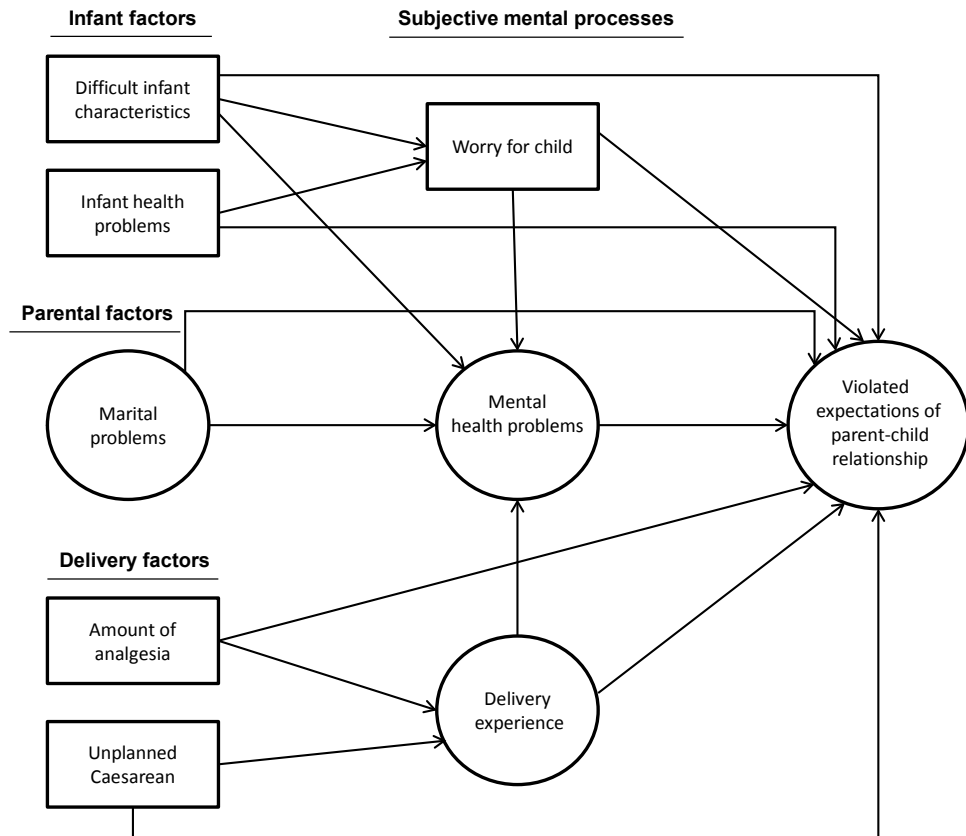 Infant factors
Subjective mental processes
Difficult infant
characteristics
Worry for child
Infant health
problems
Parental factors
Marital
problems
Mental
health problems
Violated
expectations of
parent-child
relationship
Delivery factors
Amount of
analgesia
Delivery
experience
Unplanned
Caesarean